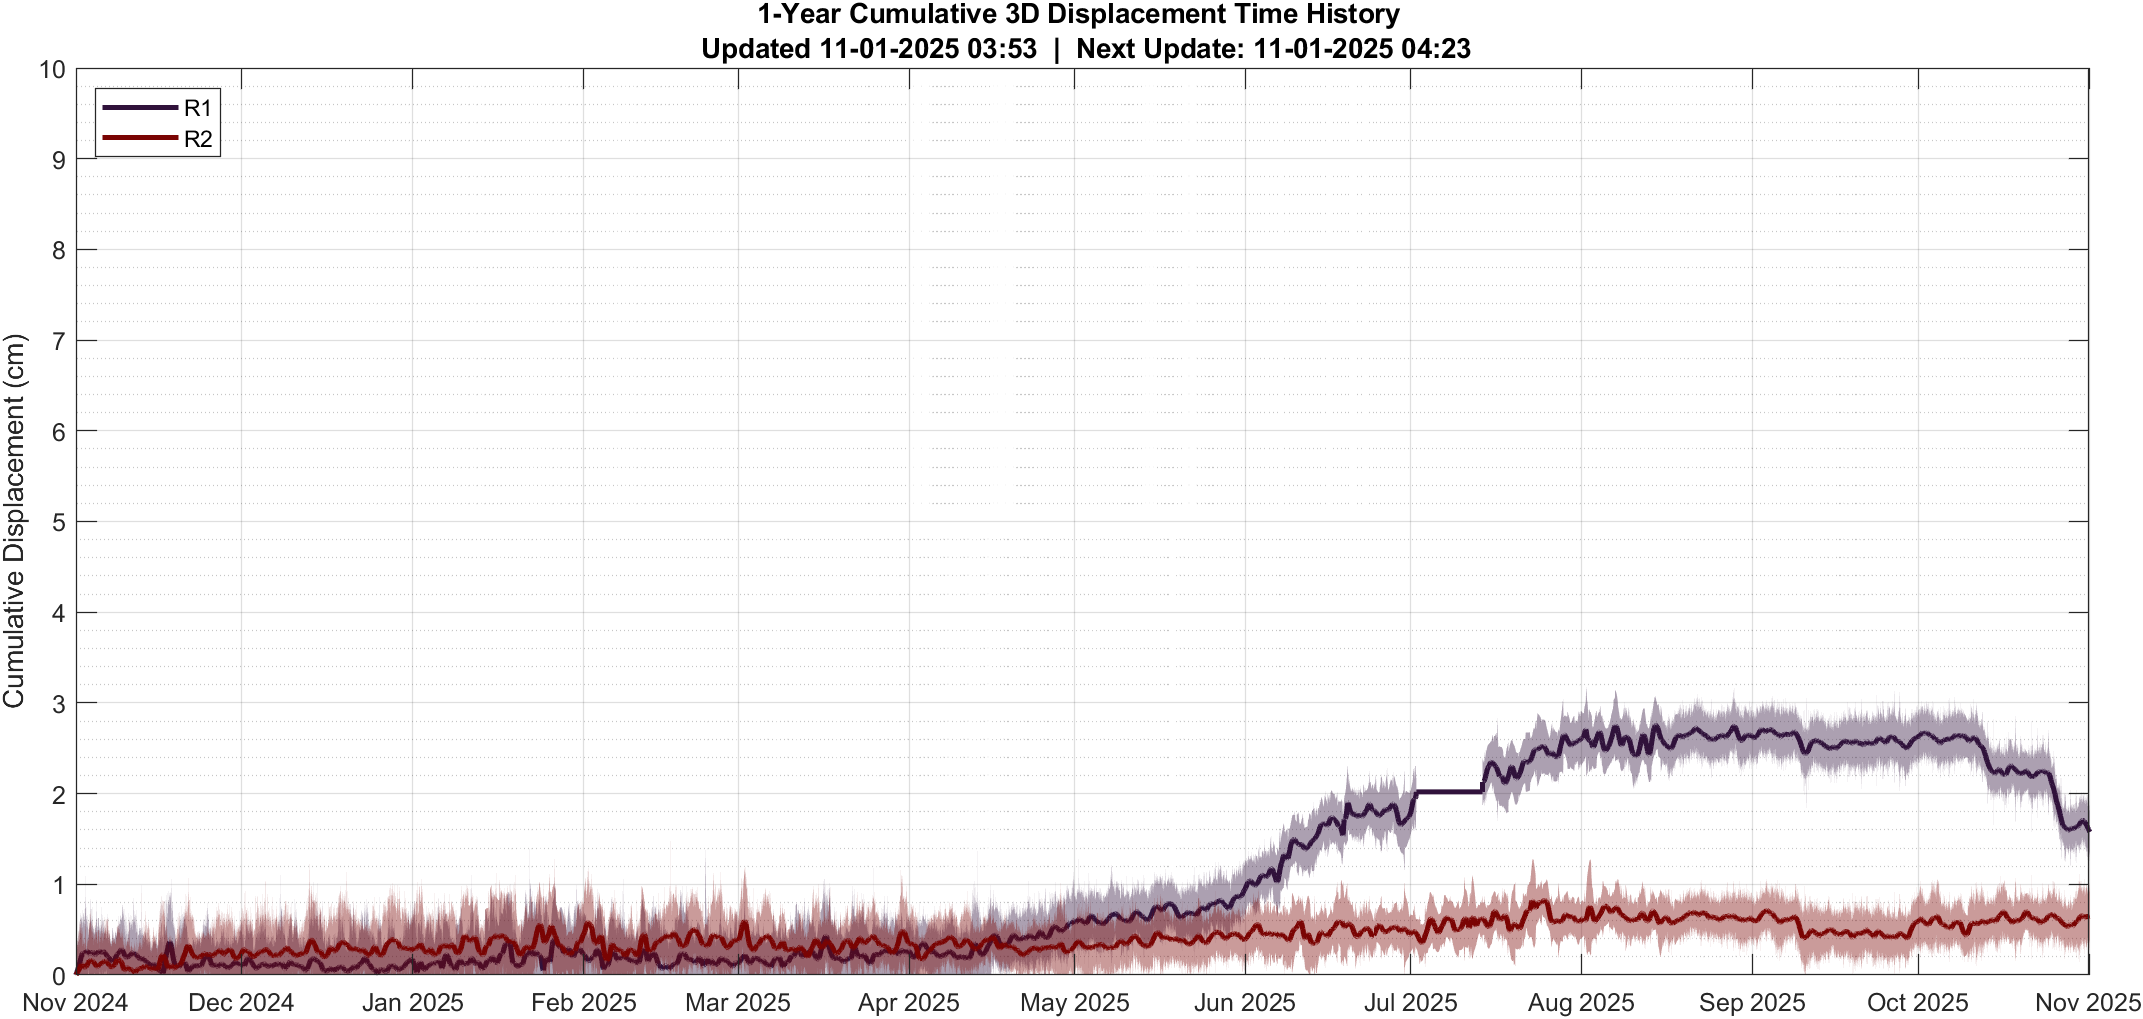 1-Year Cumulative 3D Displacement Time History
Updated 11-01-2025 03:53 | Next Update: 11-01-2025 04:23
R1
R2
Cumulative Displacement (cm)
10
9
8
7
6
5
4
3
2
1
0
Nov 2024 Dec 2024 Jan 2025 Feb 2025 Mar 2025 Apr 2025 May 2025 Jun 2025 Jul 2025 Aug 2025 Sep 2025 Oct 2025 Nov 2025